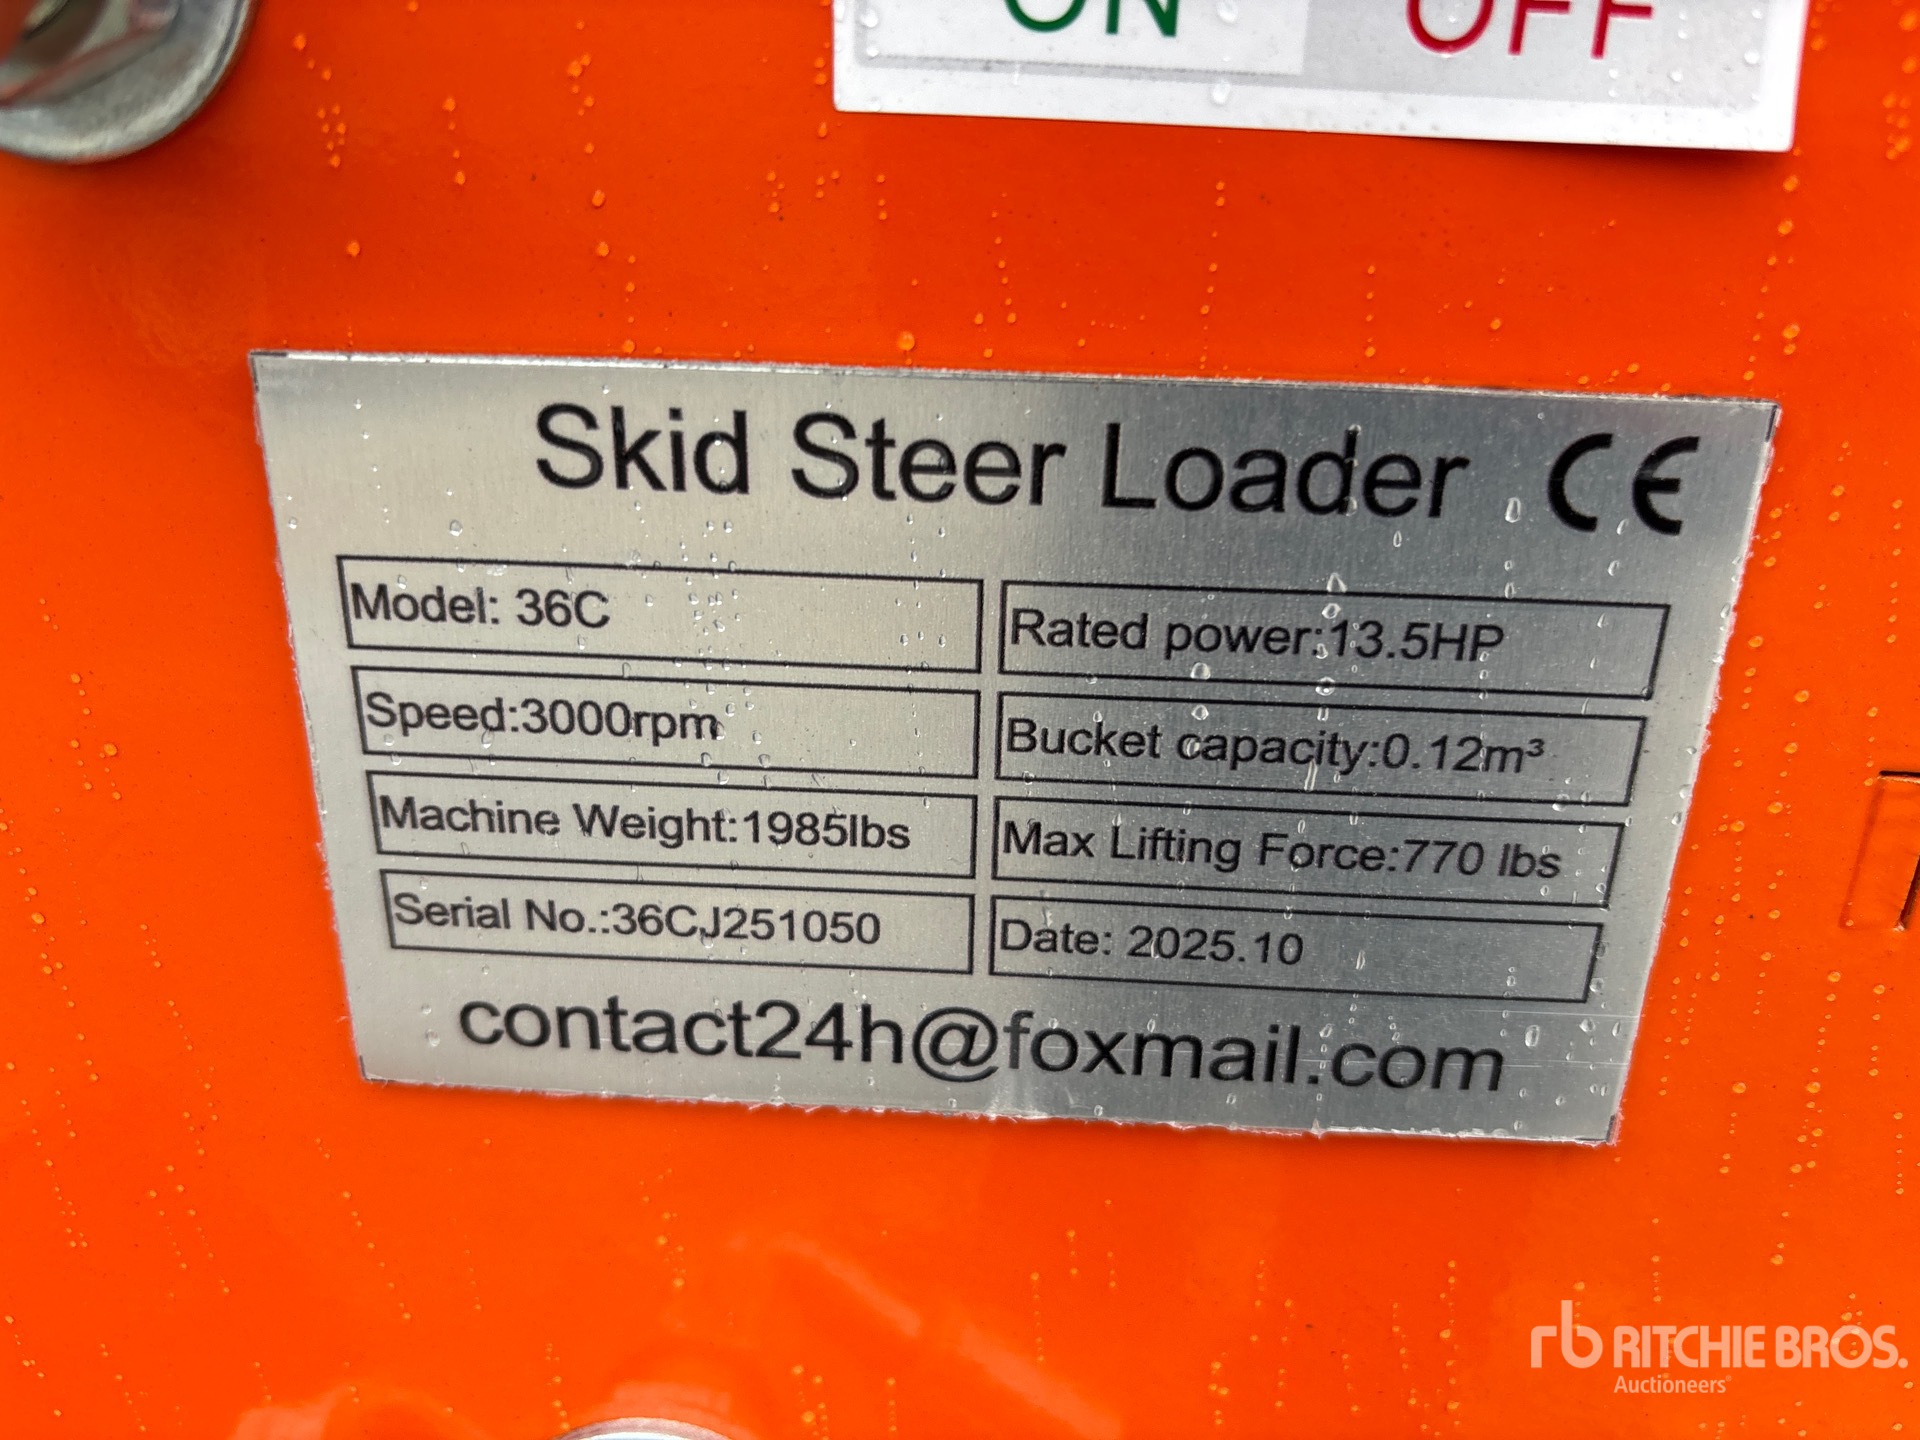 ON OFF
Skid Steer Loader CE
Model: 36C
Rated power:13.5HP
Speed:3000rpm
Bucket capacity:0.12m³
Machine Weight:1985lbs
Max Lifting Force:770 lbs
Serial No.:36CJ251050
Date: 2025.10
contact24h@foxmail.com
rb RITCHIE BROS.
Auctioneers